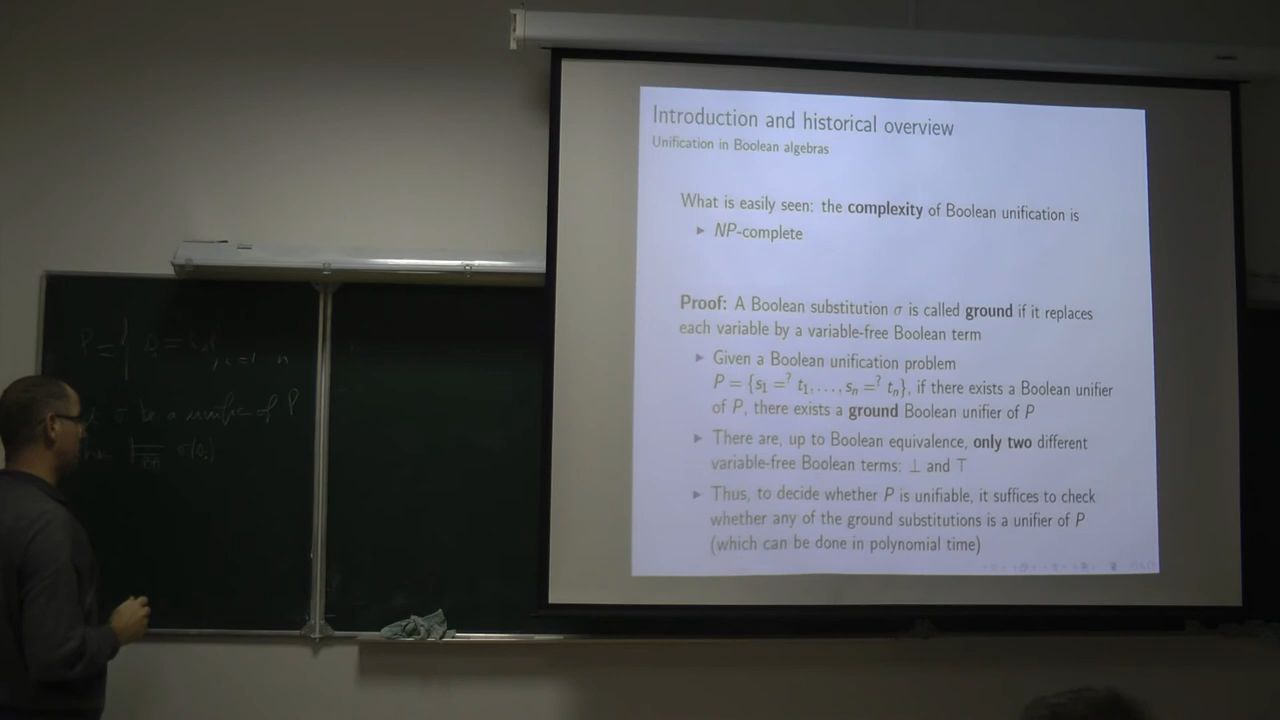 Introduction and historical overview
Unification in Boolean algebras
What is easily seen: the complexity of Boolean unification is
▶ NP-complete
Proof: A Boolean substitution σ is called ground if it replaces
each variable by a variable-free Boolean term
▶ Given a Boolean unification problem
P = {s₁ =? t₁, . . . , sₙ =? tₙ}, if there exists a Boolean unifier
of P, there exists a ground Boolean unifier of P
▶ There are, up to Boolean equivalence, only two different
variable-free Boolean terms: ⊥ and ⊤
▶ Thus, to decide whether P is unifiable, it suffices to check
whether any of the ground substitutions is a unifier of P
(which can be done in polynomial time)
P =
σ be a unifier of P